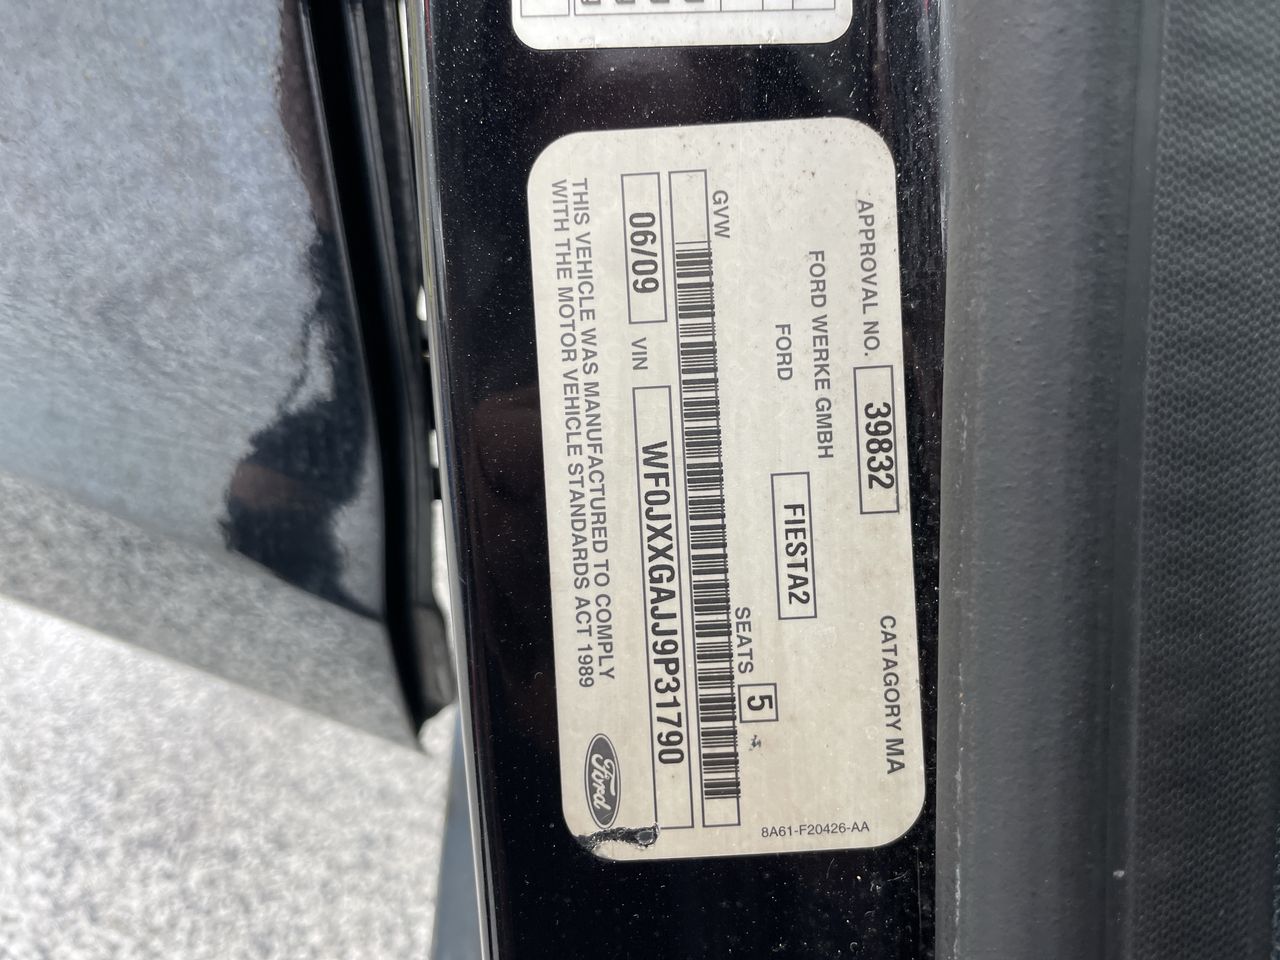 APPROVAL NO. 39832 CATAGORY MA
FORD WERKE GMBH
FORD FIESTA2
SEATS 5
GVW
06/09 VIN WF0JXXGAJJ9P31790
THIS VEHICLE WAS MANUFACTURED TO COMPLY
WITH THE MOTOR VEHICLE STANDARDS ACT 1989
Ford
8A61-F20426-AA